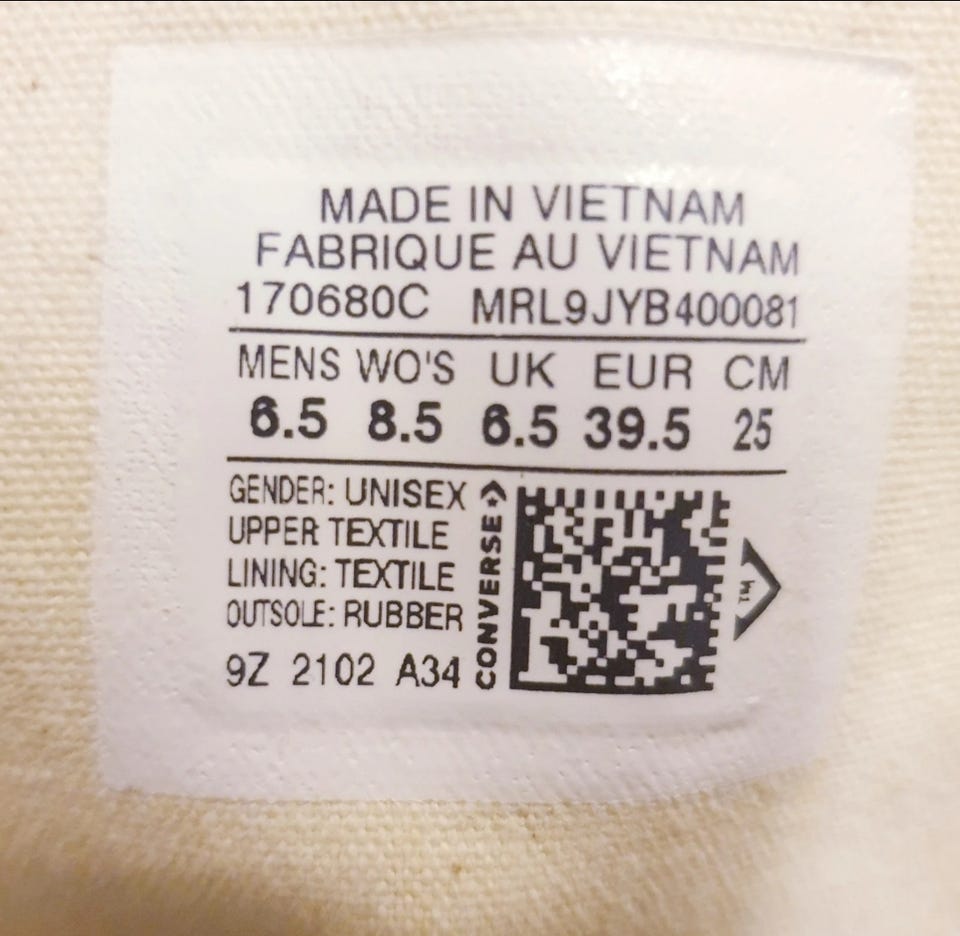 MADE IN VIETNAM
FABRIQUE AU VIETNAM
170680C MRL9JYB400081
MENS WO'S UK EUR CM
6.5 8.5 6.5 39.5 25
GENDER: UNISEX
UPPER TEXTILE
LINING: TEXTILE
OUTSOLE: RUBBER
9Z 2102 A34
CONVERSE